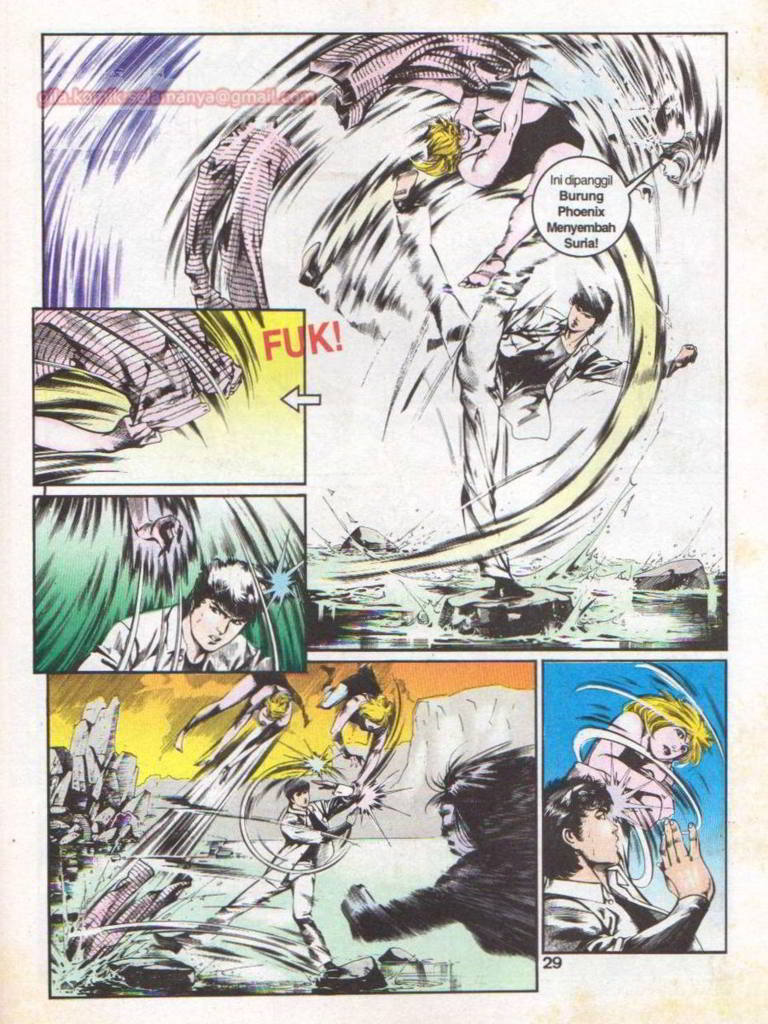 gila.komik.selamanya@gmail.com
Ini dipanggil
Burung
Phoenix
Menyembah
Suria!
FUK!
29